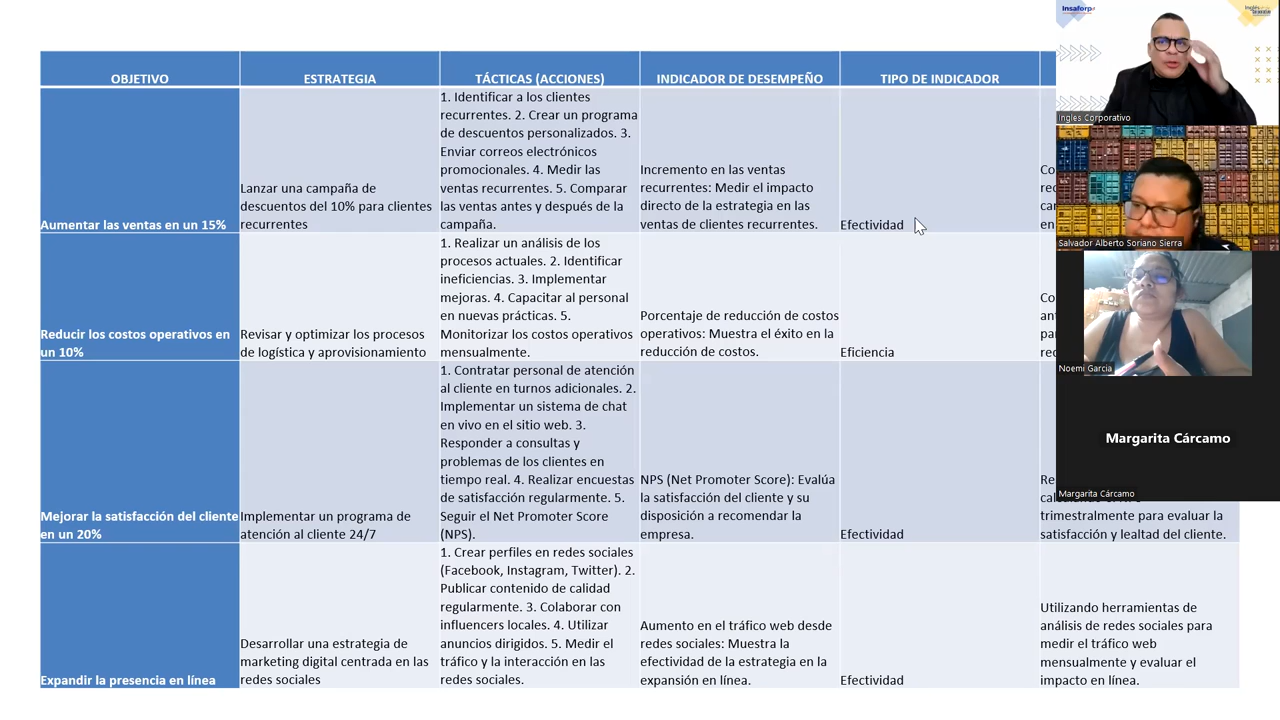 OBJETIVO
ESTRATEGIA
TÁCTICAS (ACCIONES)
INDICADOR DE DESEMPEÑO
TIPO DE INDICADOR
Aumentar las ventas en un 15%
Lanzar una campaña de
descuentos del 10% para clientes
recurrentes
1. Identificar a los clientes
recurrentes. 2. Crear un programa
de descuentos personalizados. 3.
Enviar correos electrónicos
promocionales. 4. Medir las
ventas recurrentes. 5. Comparar
las ventas antes y después de la
campaña.
Incremento en las ventas
recurrentes: Medir el impacto
directo de la estrategia en las
ventas de clientes recurrentes.
Efectividad
Reducir los costos operativos en
un 10%
Revisar y optimizar los procesos
de logística y aprovisionamiento
1. Realizar un análisis de los
procesos actuales. 2. Identificar
ineficiencias. 3. Implementar
mejoras. 4. Capacitar al personal
en nuevas prácticas. 5.
Monitorizar los costos operativos
mensualmente.
Porcentaje de reducción de costos
operativos: Muestra el éxito en la
reducción de costos.
Eficiencia
Mejorar la satisfacción del cliente
en un 20%
Implementar un programa de
atención al cliente 24/7
1. Contratar personal de atención
al cliente en turnos adicionales. 2.
Implementar un sistema de chat
en vivo en el sitio web. 3.
Responder a consultas y
problemas de los clientes en
tiempo real. 4. Realizar encuestas
de satisfacción regularmente. 5.
Seguir el Net Promoter Score
(NPS).
NPS (Net Promoter Score): Evalúa
la satisfacción del cliente y su
disposición a recomendar la
empresa.
Efectividad
trimestralmente para evaluar la
satisfacción y lealtad del cliente.
Expandir la presencia en línea
Desarrollar una estrategia de
marketing digital centrada en las
redes sociales
1. Crear perfiles en redes sociales
(Facebook, Instagram, Twitter). 2.
Publicar contenido de calidad
regularmente. 3. Colaborar con
influencers locales. 4. Utilizar
anuncios dirigidos. 5. Medir el
tráfico y la interacción en las
redes sociales.
Aumento en el tráfico web desde
redes sociales: Muestra la
efectividad de la estrategia en la
expansión en línea.
Efectividad
Utilizando herramientas de
análisis de redes sociales para
medir el tráfico web
mensualmente y evaluar el
impacto en línea.
Insaforp
Ingles Corporativo
Salvador Alberto Soriano Sierra
Noemi Garcia
Margarita Cárcamo
Margarita Cárcamo